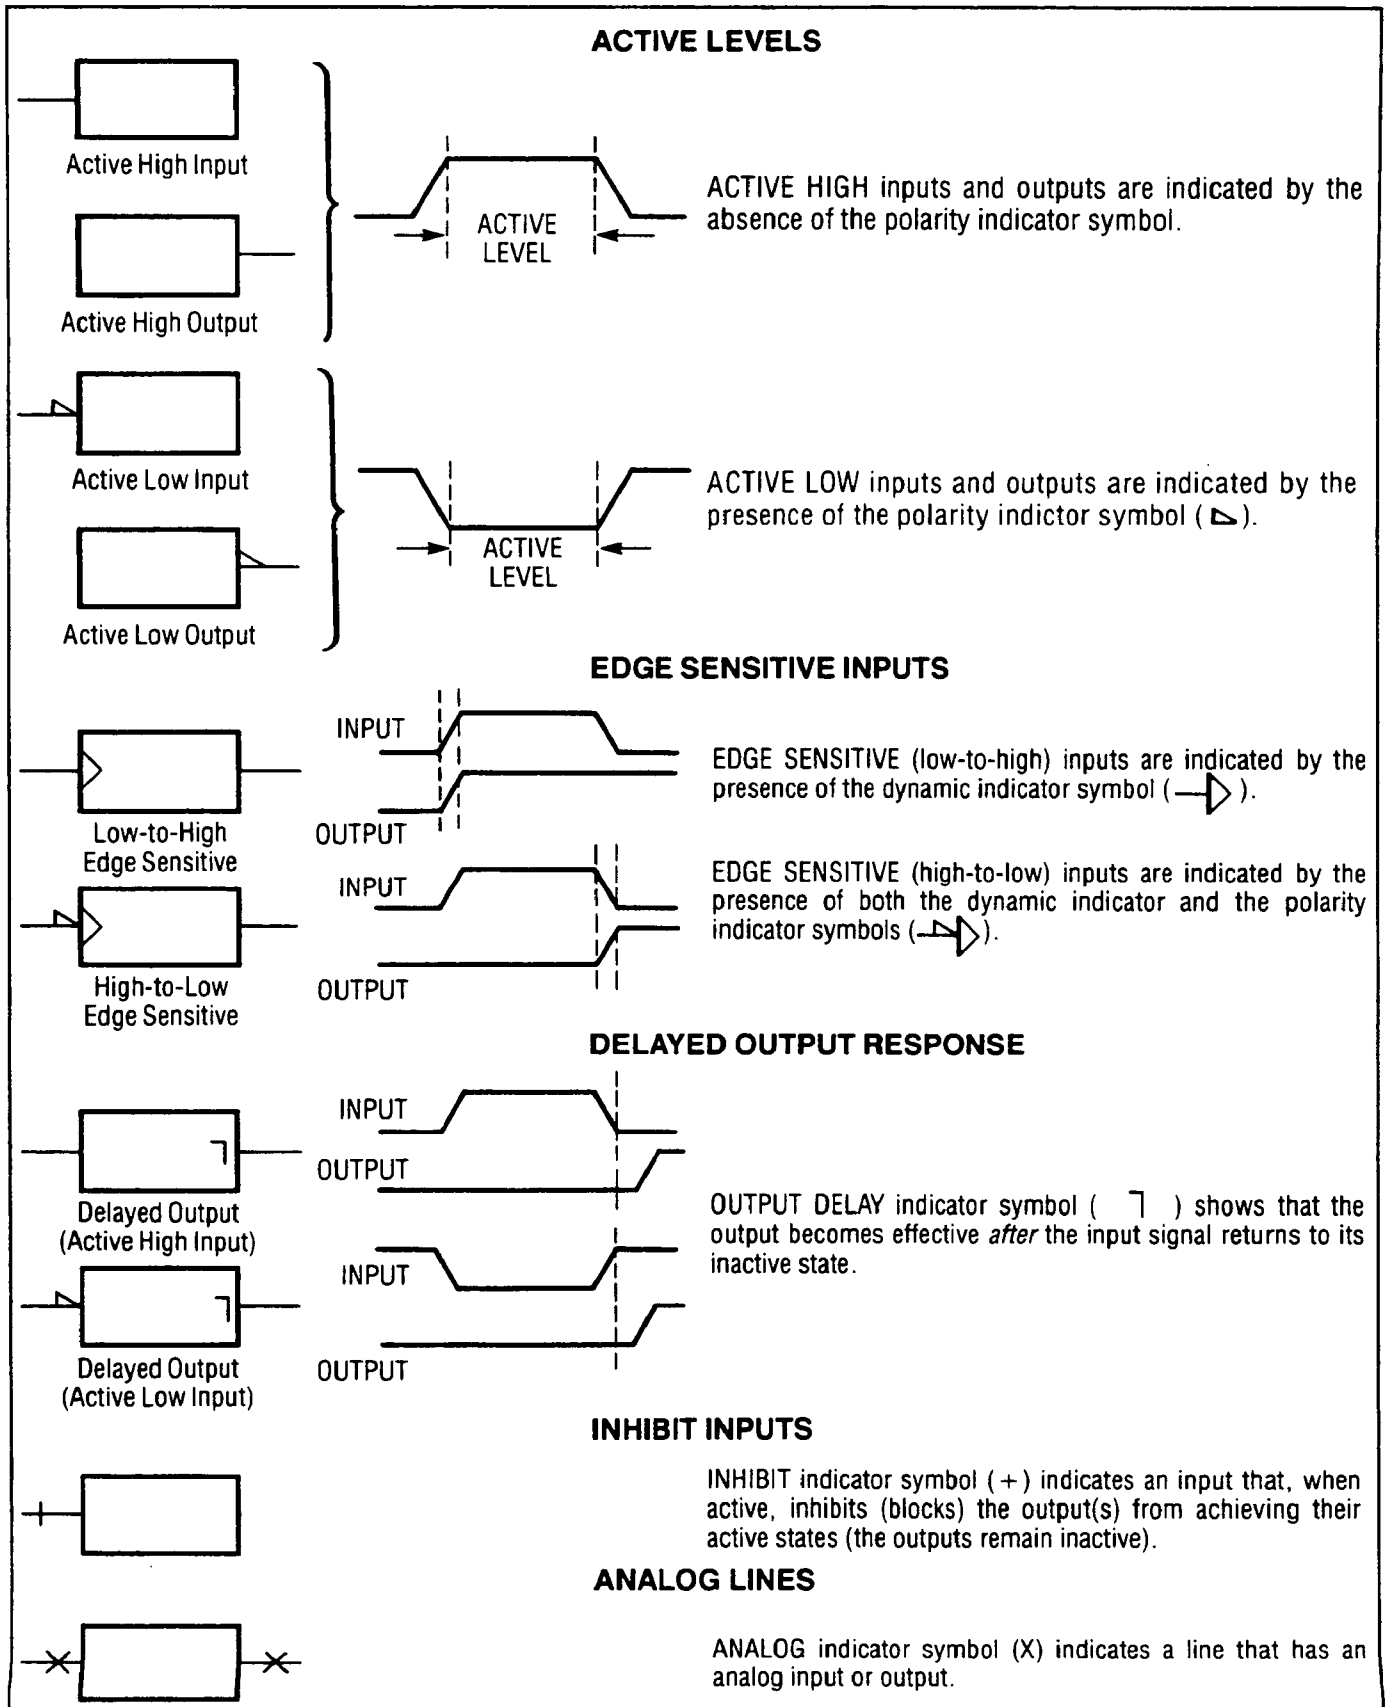 ACTIVE LEVELS
Active High Input
ACTIVE
LEVEL
ACTIVE HIGH inputs and outputs are indicated by the
absence of the polarity indicator symbol.
Active High Output
Active Low Input
ACTIVE
LEVEL
ACTIVE LOW inputs and outputs are indicated by the
presence of the polarity indictor symbol ( ).
Active Low Output
EDGE SENSITIVE INPUTS
INPUT
OUTPUT
Low-to-High
Edge Sensitive
EDGE SENSITIVE (low-to-high) inputs are indicated by the
presence of the dynamic indicator symbol ( ).
INPUT
OUTPUT
High-to-Low
Edge Sensitive
EDGE SENSITIVE (high-to-low) inputs are indicated by the
presence of both the dynamic indicator and the polarity
indicator symbols ( ).
DELAYED OUTPUT RESPONSE
INPUT
OUTPUT
Delayed Output
(Active High Input)
INPUT
OUTPUT
Delayed Output
(Active Low Input)
OUTPUT DELAY indicator symbol ( ) shows that the
output becomes effective after the input signal returns to its
inactive state.
INHIBIT INPUTS
INHIBIT indicator symbol (+) indicates an input that, when
active, inhibits (blocks) the output(s) from achieving their
active states (the outputs remain inactive).
ANALOG LINES
ANALOG indicator symbol (X) indicates a line that has an
analog input or output.